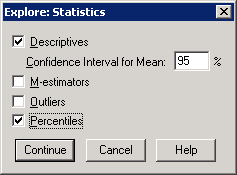 Explore: Statistics
Descriptives
Confidence Interval for Mean: 95 %
M-estimators
Outliers
Percentiles
Continue Cancel Help